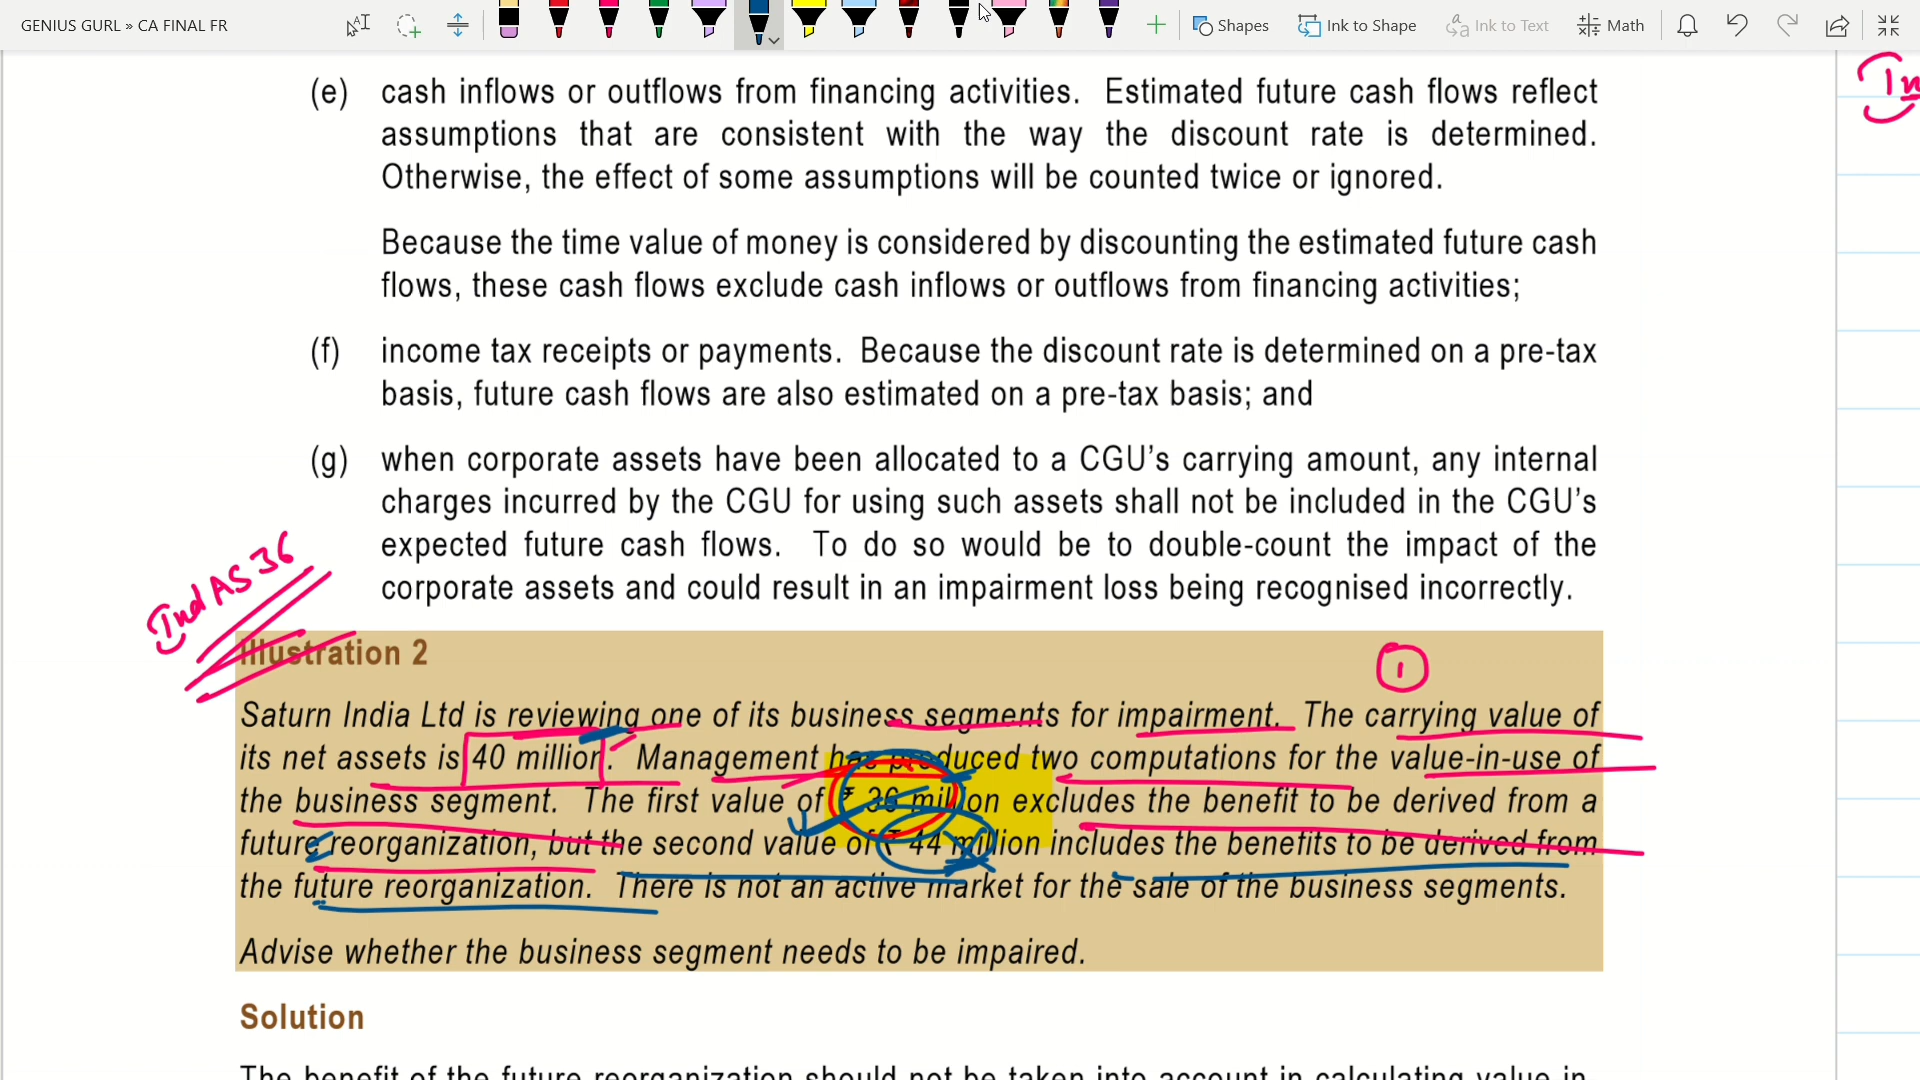 GENIUS GURL » CA FINAL FR
Shapes
Ink to Shape
Ink to Text
Math
(e) cash inflows or outflows from financing activities. Estimated future cash flows reflect
assumptions that are consistent with the way the discount rate is determined.
Otherwise, the effect of some assumptions will be counted twice or ignored.
Because the time value of money is considered by discounting the estimated future cash
flows, these cash flows exclude cash inflows or outflows from financing activities;
(f) income tax receipts or payments. Because the discount rate is determined on a pre-tax
basis, future cash flows are also estimated on a pre-tax basis; and
(g) when corporate assets have been allocated to a CGU's carrying amount, any internal
charges incurred by the CGU for using such assets shall not be included in the CGU's
expected future cash flows. To do so would be to double-count the impact of the
corporate assets and could result in an impairment loss being recognised incorrectly.
Ind AS 36
Illustration 2
1
Saturn India Ltd is reviewing one of its business segments for impairment. The carrying value of
its net assets is 40 million. Management has produced two computations for the value-in-use of
the business segment. The first value of ₹ 36 million excludes the benefit to be derived from a
future reorganization, but the second value of ₹ 44 million includes the benefits to be derived from
the future reorganization. There is not an active market for the sale of the business segments.
Advise whether the business segment needs to be impaired.
Solution
The benefit of the future reorganization should not be taken into account in calculating value in